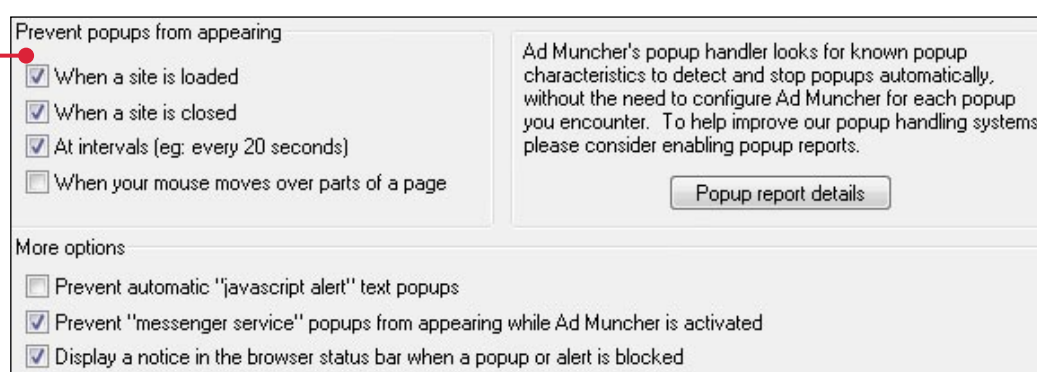 Prevent popups from appearing
When a site is loaded
When a site is closed
At intervals (eg: every 20 seconds)
When your mouse moves over parts of a page
Ad Muncher's popup handler looks for known popup
characteristics to detect and stop popups automatically,
without the need to configure Ad Muncher for each popup
you encounter. To help improve our popup handling systems
please consider enabling popup reports.
Popup report details
More options
Prevent automatic "javascript alert" text popups
Prevent "messenger service" popups from appearing while Ad Muncher is activated
Display a notice in the browser status bar when a popup or alert is blocked